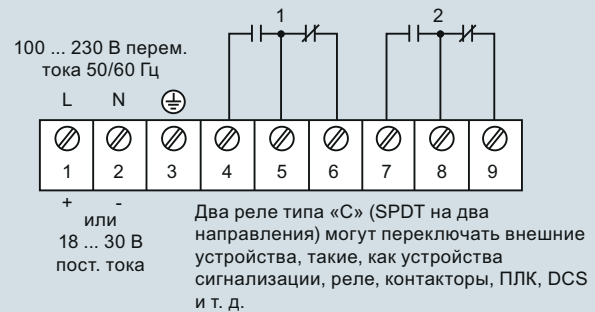 1 2
100 ... 230 В перем.
тока 50/60 Гц
L N
1 2 3 4 5 6 7 8 9
+ -
или
18 ... 30 В
пост. тока
Два реле типа «С» (SPDT на два
направления) могут переключать внешние
устройства, такие, как устройства
сигнализации, реле, контакторы, ПЛК, DCS
и т. д.